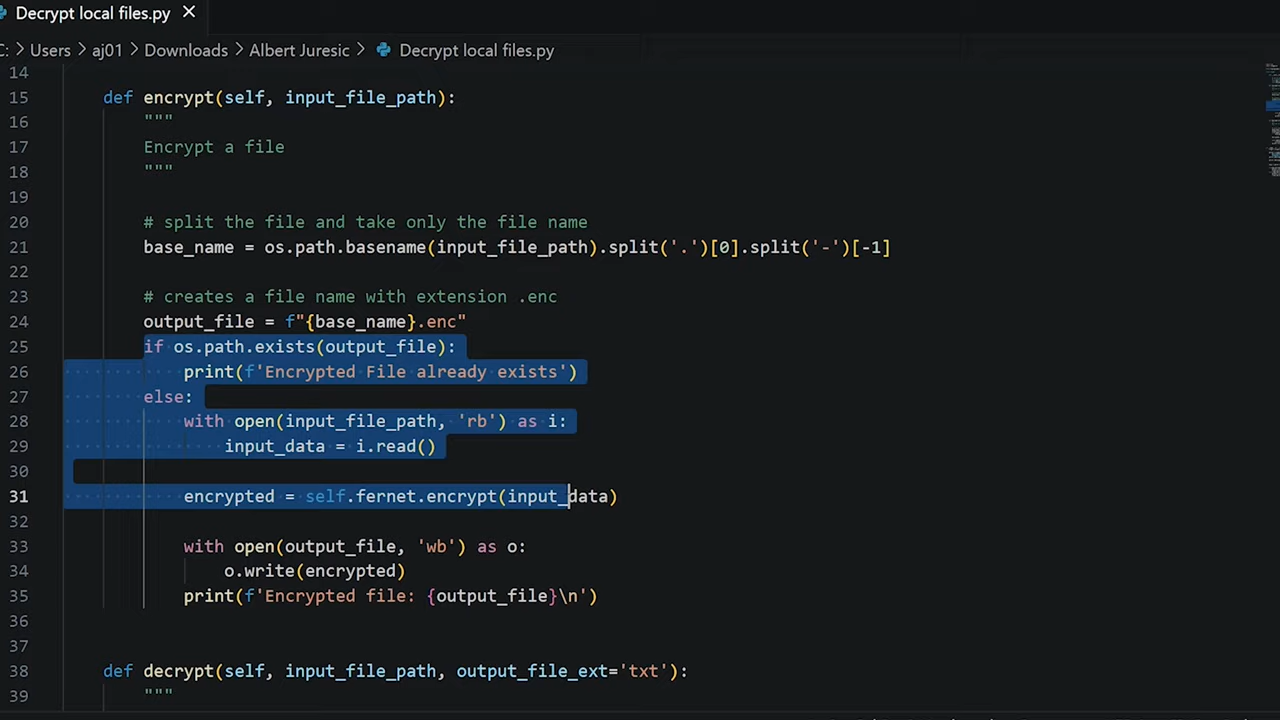 Decrypt local files.py
C: > Users > aj01 > Downloads > Albert Juresic > Decrypt local files.py
14
15 def encrypt(self, input_file_path):
16 """
17 Encrypt a file
18 """
19
20 # split the file and take only the file name
21 base_name = os.path.basename(input_file_path).split('.')[0].split('-')[-1]
22
23 # creates a file name with extension .enc
24 output_file = f"{base_name}.enc"
25 if os.path.exists(output_file):
26 print(f'Encrypted File already exists')
27 else:
28 with open(input_file_path, 'rb') as i:
29 input_data = i.read()
30
31 encrypted = self.fernet.encrypt(input_data)
32
33 with open(output_file, 'wb') as o:
34 o.write(encrypted)
35 print(f'Encrypted file: {output_file}\n')
36
37
38 def decrypt(self, input_file_path, output_file_ext='txt'):
39 """